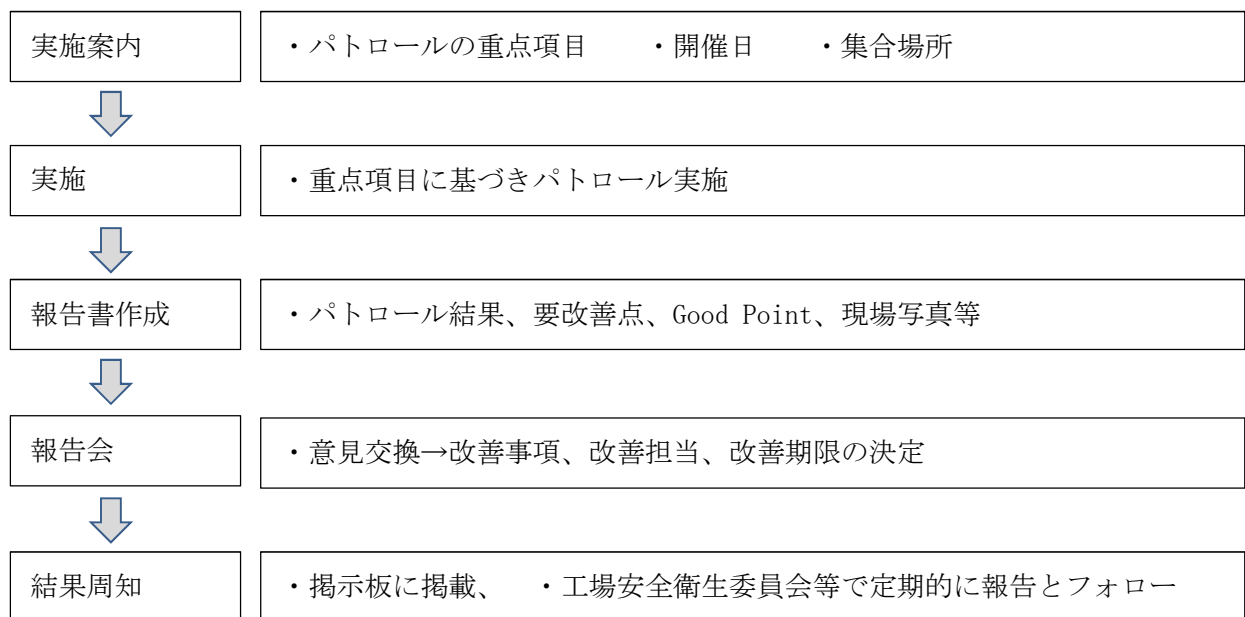 実施案内
・パトロールの重点項目　　・開催日　　・集合場所
実施
・重点項目に基づきパトロール実施
報告書作成
・パトロール結果、要改善点、Good Point、現場写真等
報告会
・意見交換→改善事項、改善担当、改善期限の決定
結果周知
・掲示板に掲載、　・工場安全衛生委員会等で定期的に報告とフォロー